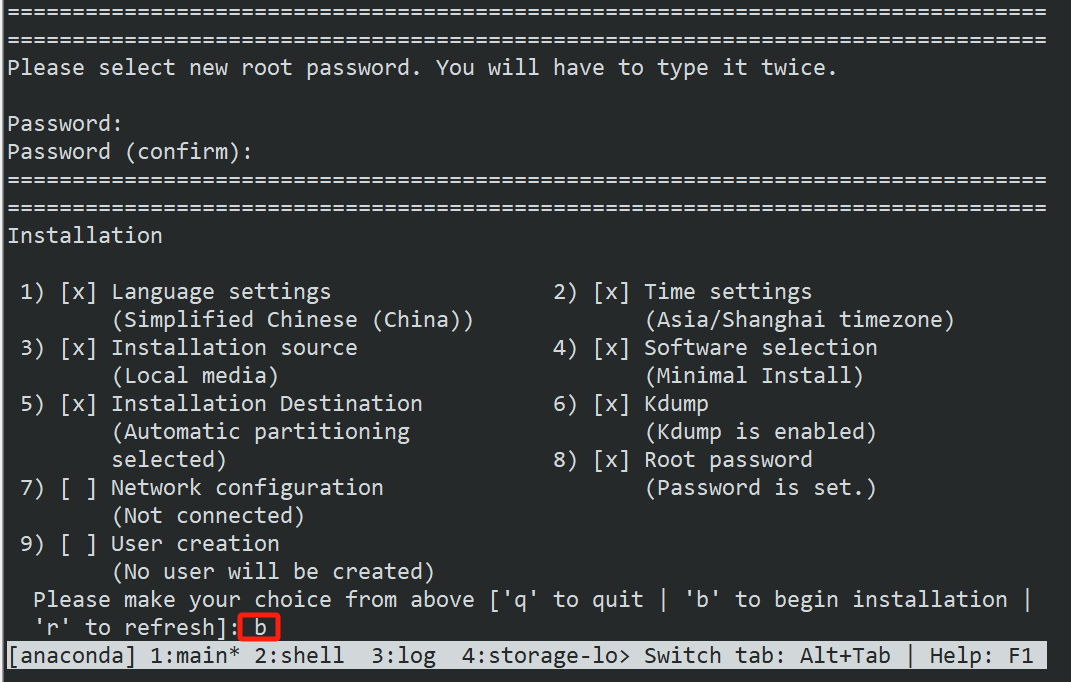 ================================================================================
================================================================================
Please select new root password. You will have to type it twice.
Password:
Password (confirm):
================================================================================
================================================================================
Installation
1) [x] Language settings                 2) [x] Time settings
       (Simplified Chinese (China))             (Asia/Shanghai timezone)
3) [x] Installation source               4) [x] Software selection
       (Local media)                            (Minimal Install)
5) [x] Installation Destination          6) [x] Kdump
       (Automatic partitioning                  (Kdump is enabled)
       selected)                         8) [x] Root password
7) [ ] Network configuration                    (Password is set.)
       (Not connected)
9) [ ] User creation
       (No user will be created)
Please make your choice from above ['q' to quit | 'b' to begin installation |
'r' to refresh]: b
[anaconda] 1:main* 2:shell  3:log  4:storage-lo> Switch tab: Alt+Tab | Help: F1